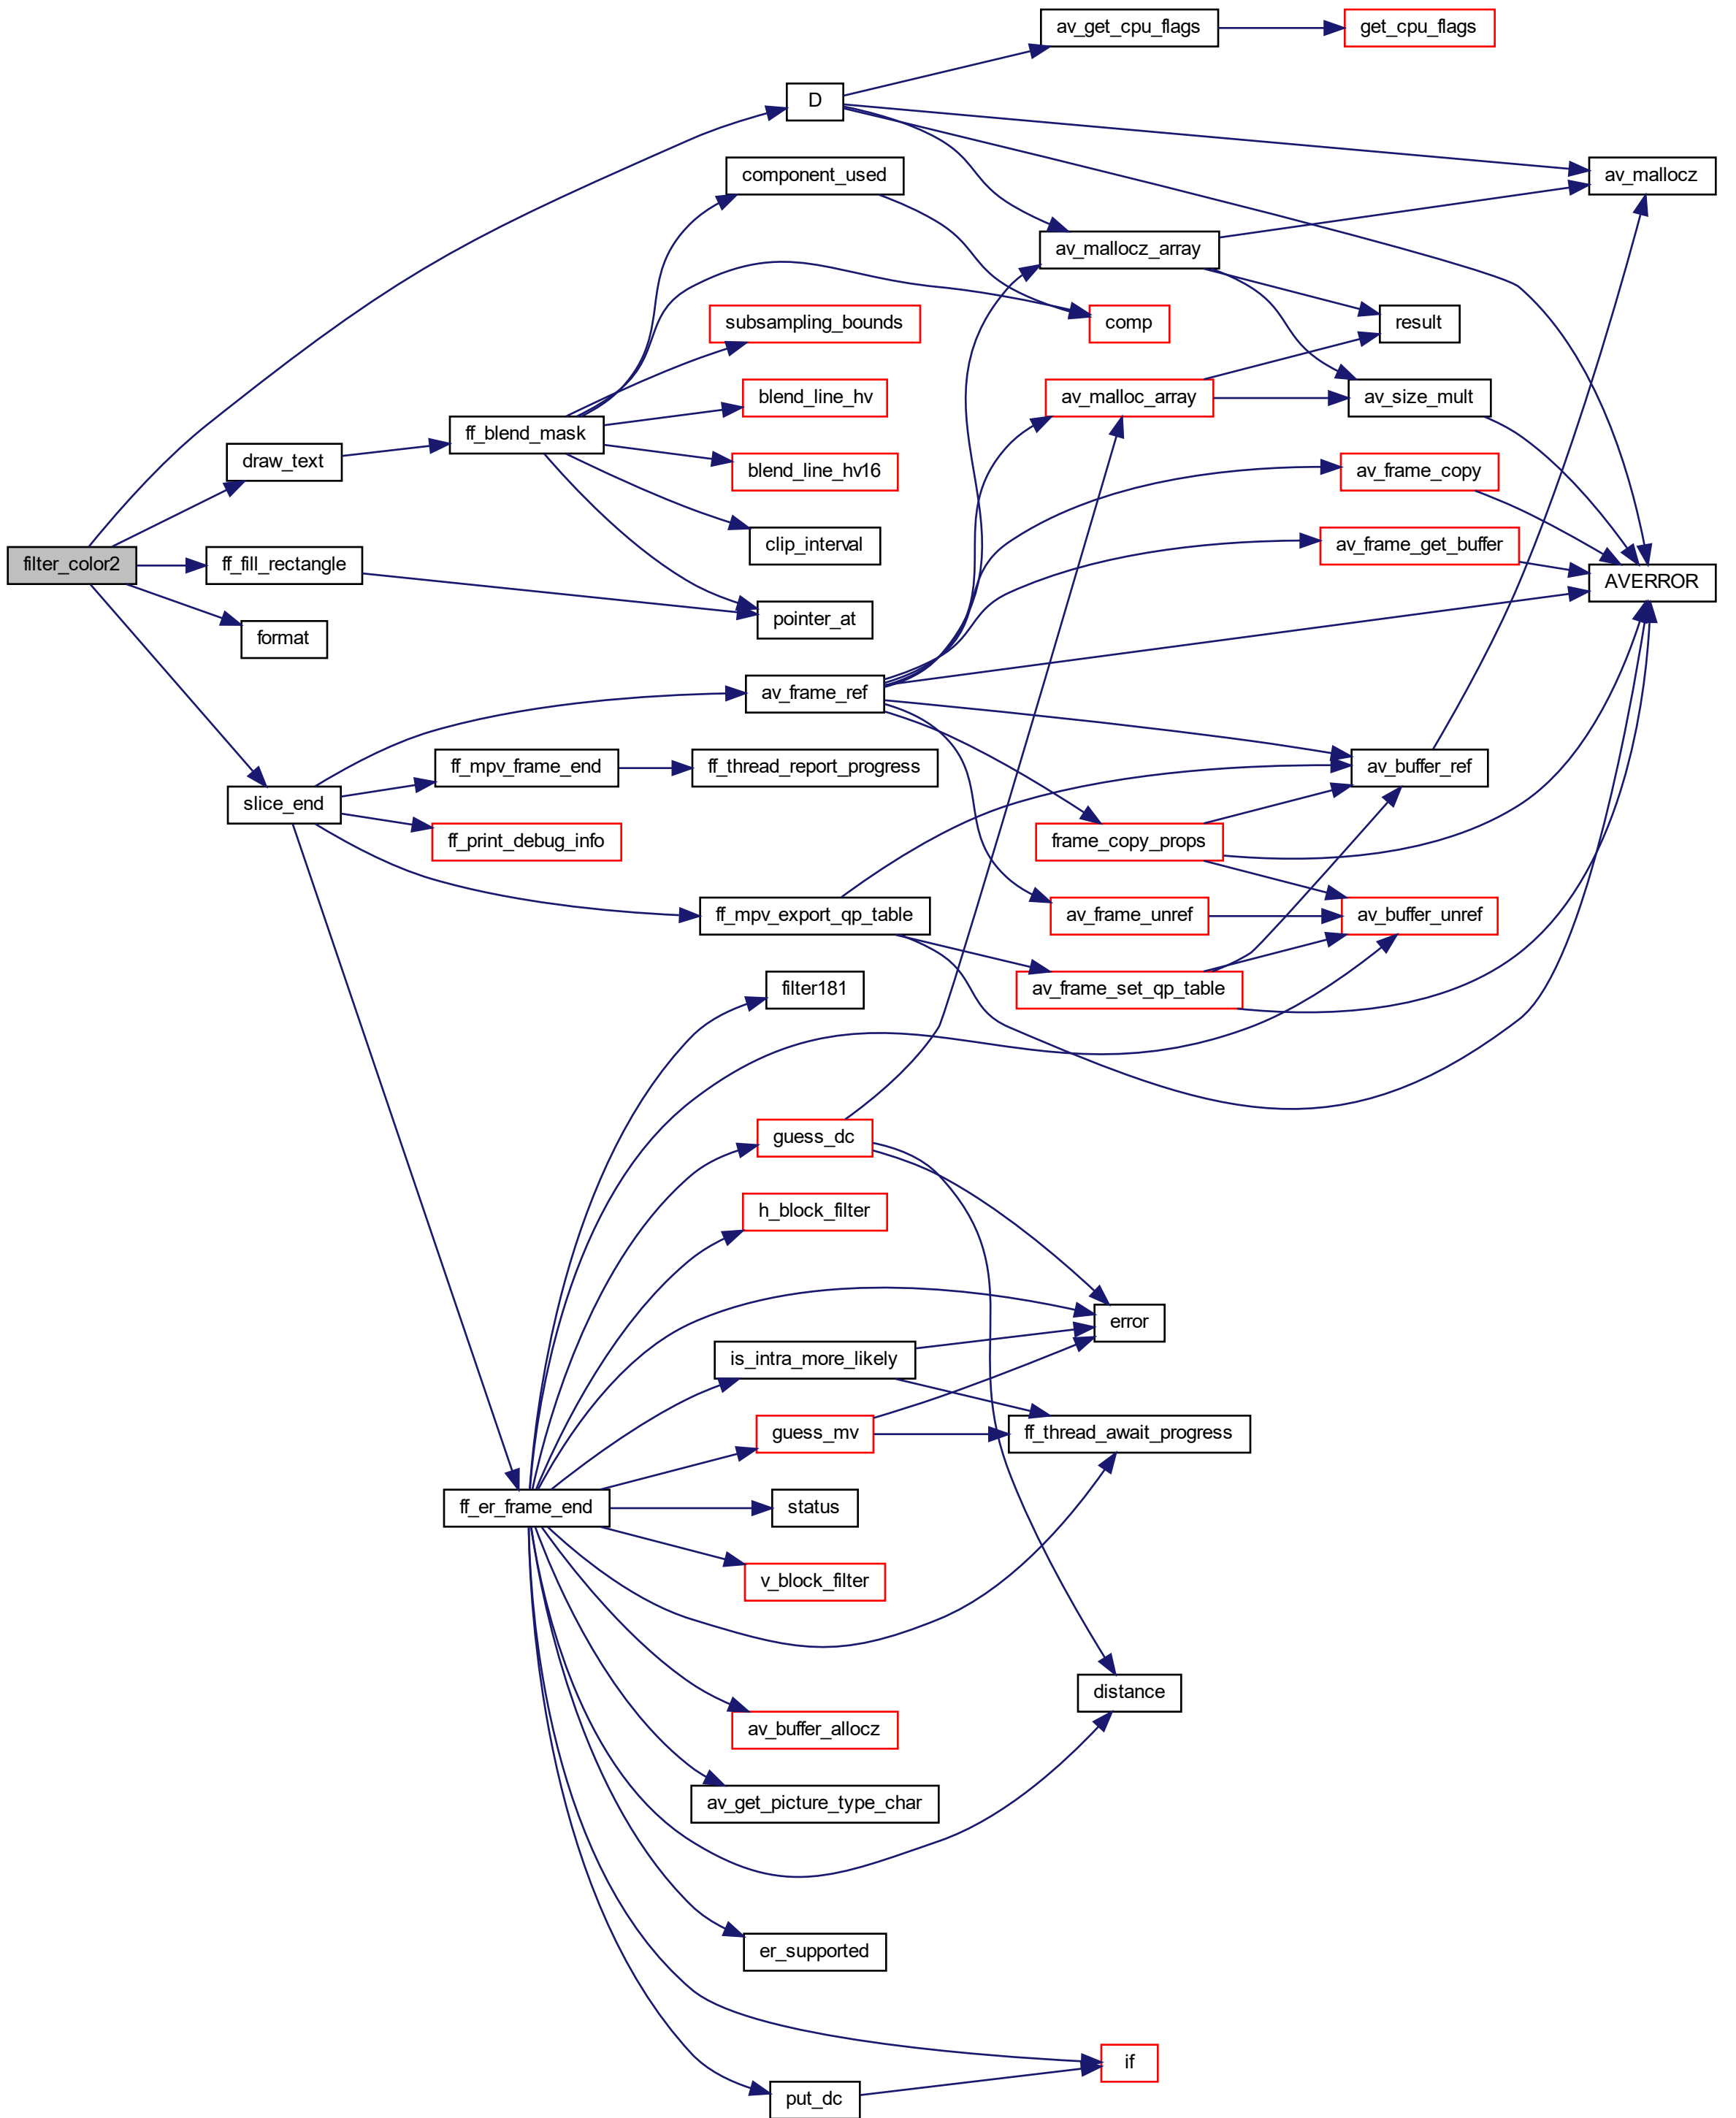 av_get_cpu_flags
get_cpu_flags
D
component_used
av_mallocz
av_mallocz_array
subsampling_bounds
comp
result
blend_line_hv
av_malloc_array
av_size_mult
ff_blend_mask
draw_text
blend_line_hv16
av_frame_copy
clip_interval
av_frame_get_buffer
filter_color2
ff_fill_rectangle
AVERROR
pointer_at
format
av_frame_ref
ff_mpv_frame_end
ff_thread_report_progress
av_buffer_ref
slice_end
ff_print_debug_info
frame_copy_props
ff_mpv_export_qp_table
av_frame_unref
av_buffer_unref
filter181
av_frame_set_qp_table
guess_dc
h_block_filter
error
is_intra_more_likely
guess_mv
ff_thread_await_progress
ff_er_frame_end
status
v_block_filter
distance
av_buffer_allocz
av_get_picture_type_char
er_supported
if
put_dc